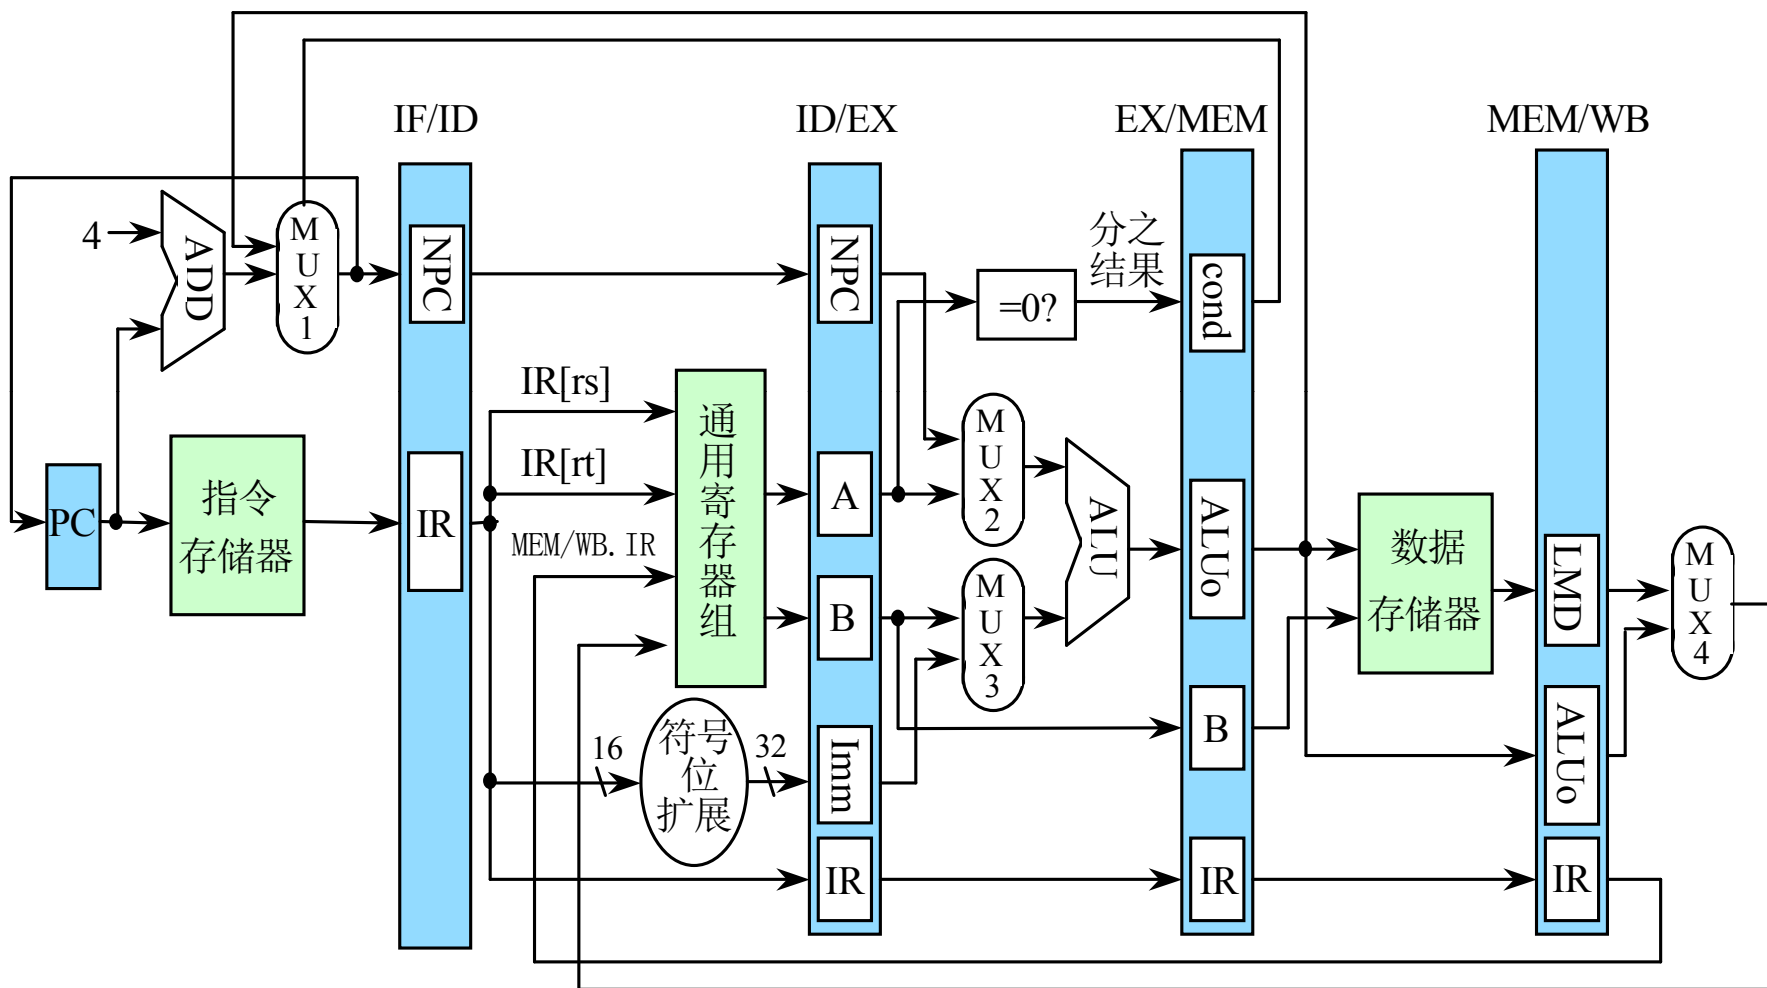 IF/ID
ID/EX
EX/MEM
MEM/WB
4
ADD
MUX1
NPC
NPC
=0?
分之
结果
cond
PC
指令
存储器
IR
IR[rs]
IR[rt]
MEM/WB.IR
通用寄存器组
A
B
MUX2
MUX3
ALU
ALUo
B
数据
存储器
LMD
ALUo
MUX4
16
符号
位
扩展
32
Imm
IR
IR
IR